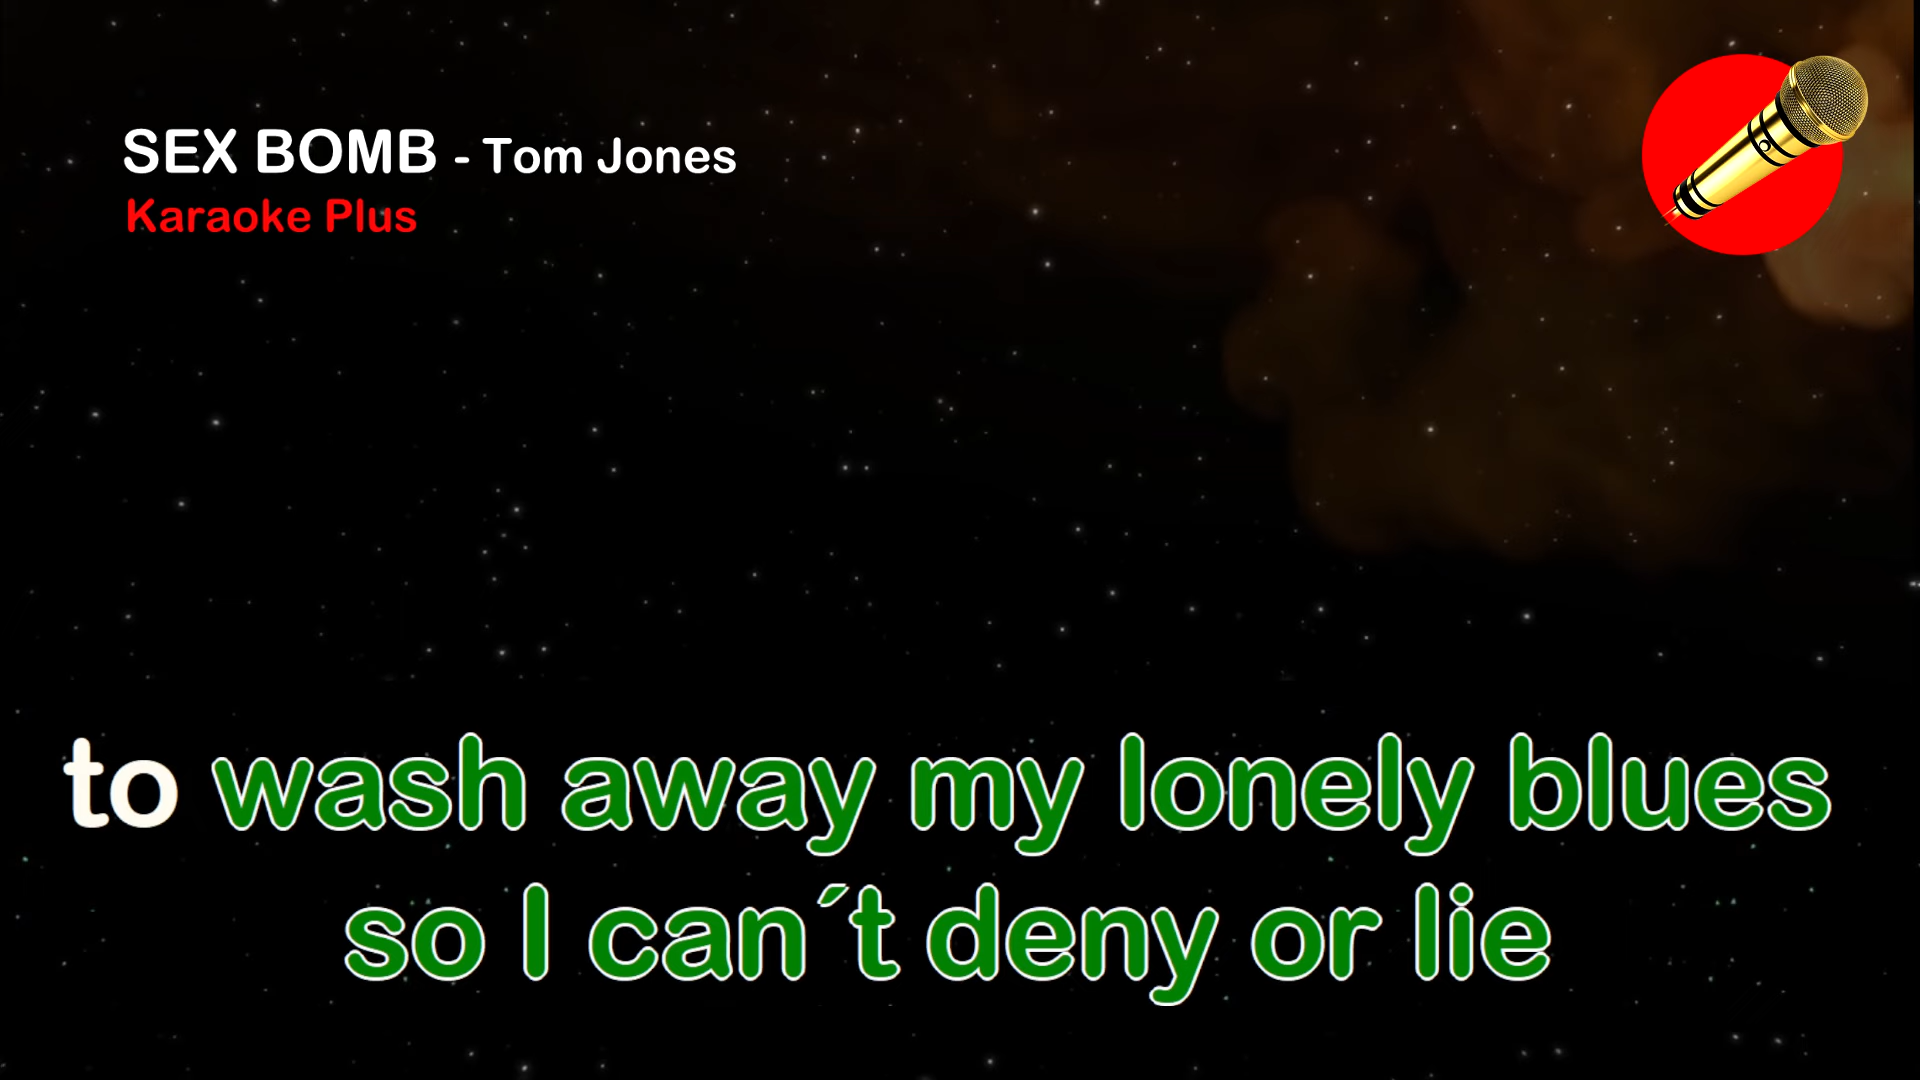 SEX BOMB - Tom Jones
Karaoke Plus
to wash away my lonely blues
so I can´t deny or lie